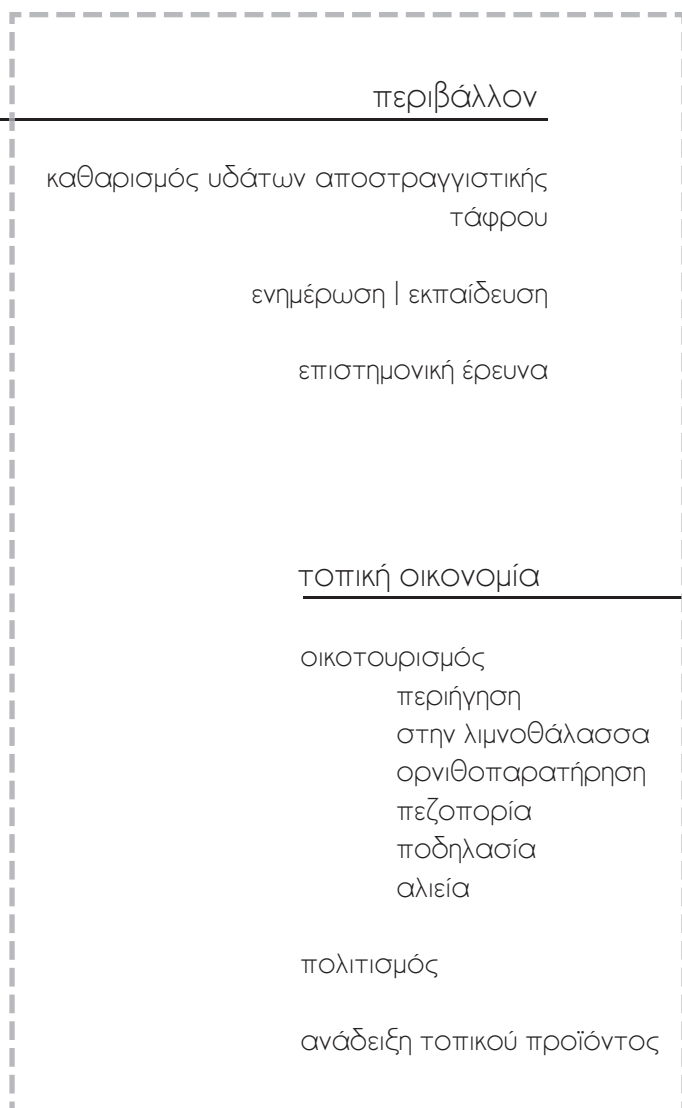 περιβάλλον
καθαρισμός υδάτων αποστραγγιστικής
τάφρου
ενημέρωση | εκπαίδευση
επιστημονική έρευνα
τοπική οικονομία
οικοτουρισμός
περιήγηση
στην λιμνοθάλασσα
ορνιθοπαρατήρηση
πεζοπορία
ποδηλασία
αλιεία
πολιτισμός
ανάδειξη τοπικού προϊόντος